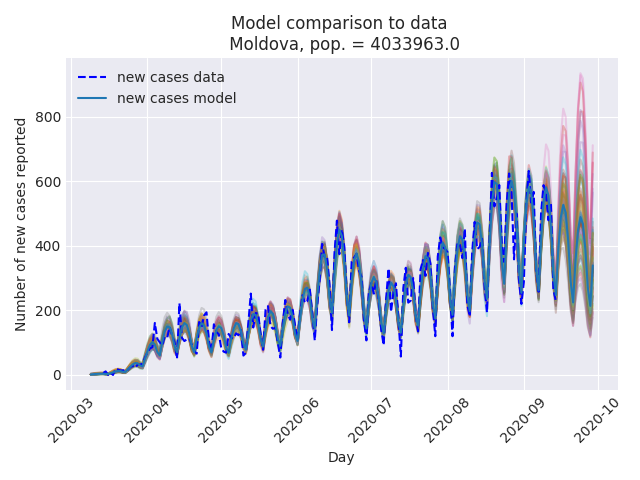 Model comparison to data
Moldova, pop. = 4033963.0
new cases data
new cases model
Number of new cases reported
800
600
400
200
0
2020-03
2020-04
2020-05
2020-06
2020-07
2020-08
2020-09
2020-10
Day